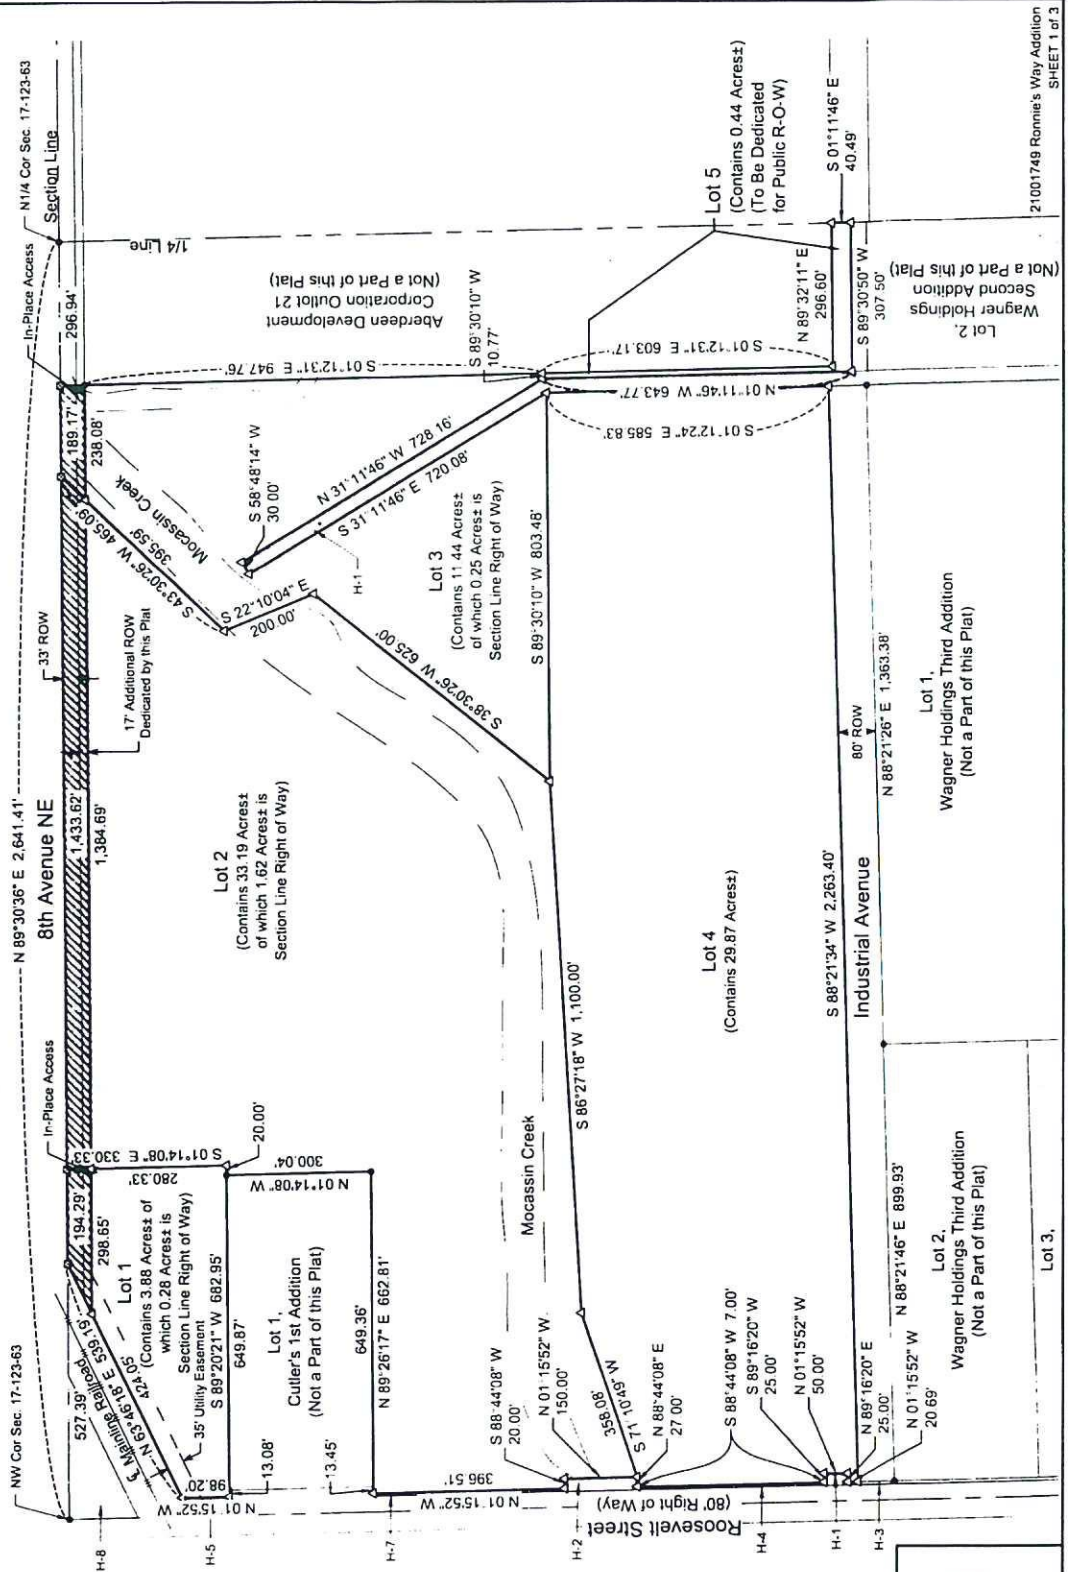 NW Cor Sec. 17-123-63
N 89°30'36" E 2,641.41'
N1/4 Cor Sec. 17-123-63
Section Line
8th Avenue NE
33' ROW
In-Place Access
In-Place Access
296.94'
527.39'
194.29'
298.65'
1,433.62'
1,384.69'
189.17'
238.08'
17' Additional ROW
Dedicated by this Plat
℄ Mainline Railroad
N 63°46'18" E 539.19'
424.05'
Lot 1
(Contains 3.88 Acres± of
which 0.28 Acres± is
Section Line Right of Way)
35' Utility Easement
98.20'
N 01°15'52" W
S 01°14'08" E 330.33'
280.33'
20.00'
S 89°20'21" W 682.95'
649.87'
13.08'
Lot 1,
Cutler's 1st Addition
(Not a Part of this Plat)
N 01°14'08" W
300.04'
649.36'
N 89°26'17" E 662.81'
13.45'
Lot 2
(Contains 33.19 Acres±
of which 1.62 Acres± is
Section Line Right of Way)
Mocassin Creek
S 43°30'26" W 465.09'
395.59'
S 22°10'04" E
200.00'
S 38°30'26" W 625.00'
S 58°48'14" W
30.00'
N 31°11'46" W 728.16'
S 31°11'46" E 720.08'
H-1
Lot 3
(Contains 11.44 Acres±
of which 0.25 Acres± is
Section Line Right of Way)
S 89°30'10" W 803.48'
S 01°12'31" E 947.76'
1/4 Line
Aberdeen Development
Corporation Outlot 21
(Not a Part of this Plat)
S 89°30'10" W
10.77'
Lot 5
(Contains 0.44 Acres±)
(To Be Dedicated
for Public R-O-W)
S 01°12'31" E 603.17'
N 01°11'46" W 643.77'
S 01°12'24" E 585.83'
N 89°32'11" E
296.60'
S 01°11'46" E
40.49'
S 89°30'50" W
307.50'
Lot 2,
Wagner Holdings
Second Addition
(Not a Part of this Plat)
Mocassin Creek
S 86°27'18" W 1,100.00'
Lot 4
(Contains 29.87 Acres±)
S 88°44'08" W
20.00'
N 01°15'52" W
150.00'
358.08'
S 71°10'49" W
N 88°44'08" E
27.00'
396.51'
N 01°15'52" W
Roosevelt Street
(80' Right of Way)
S 88°44'08" W 7.00'
S 89°16'20" W
25.00'
N 01°15'52" W
50.00'
N 89°16'20" E
25.00'
N 01°15'52" W
20.69'
S 88°21'34" W 2,263.40'
Industrial Avenue
80' ROW
N 88°21'26" E 1,363.38'
N 88°21'46" E 899.93'
Lot 1,
Wagner Holdings Third Addition
(Not a Part of this Plat)
Lot 2,
Wagner Holdings Third Addition
(Not a Part of this Plat)
Lot 3,
H-8
H-5
H-7
H-2
H-4
H-1
H-3
21001749 Ronnie's Way Addition
SHEET 1 of 3